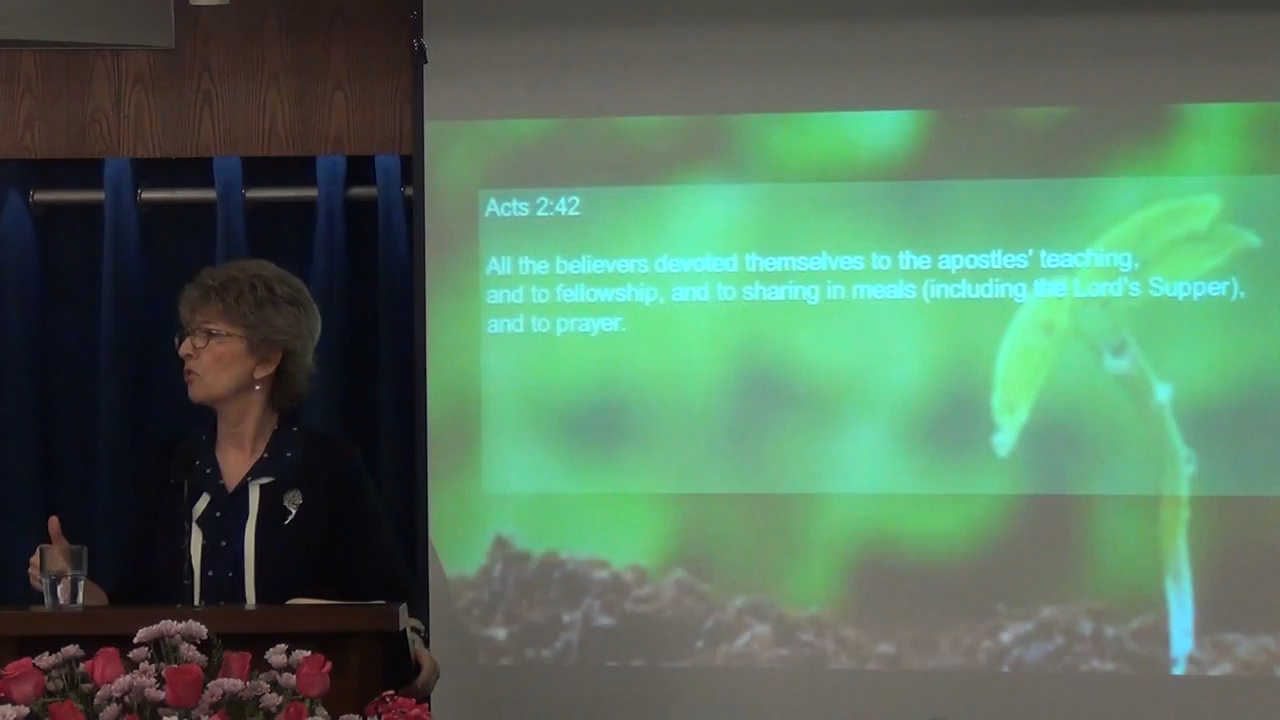 Acts 2:42
All the believers devoted themselves to the apostles' teaching,
and to fellowship, and to sharing in meals (including the Lord's Supper),
and to prayer.